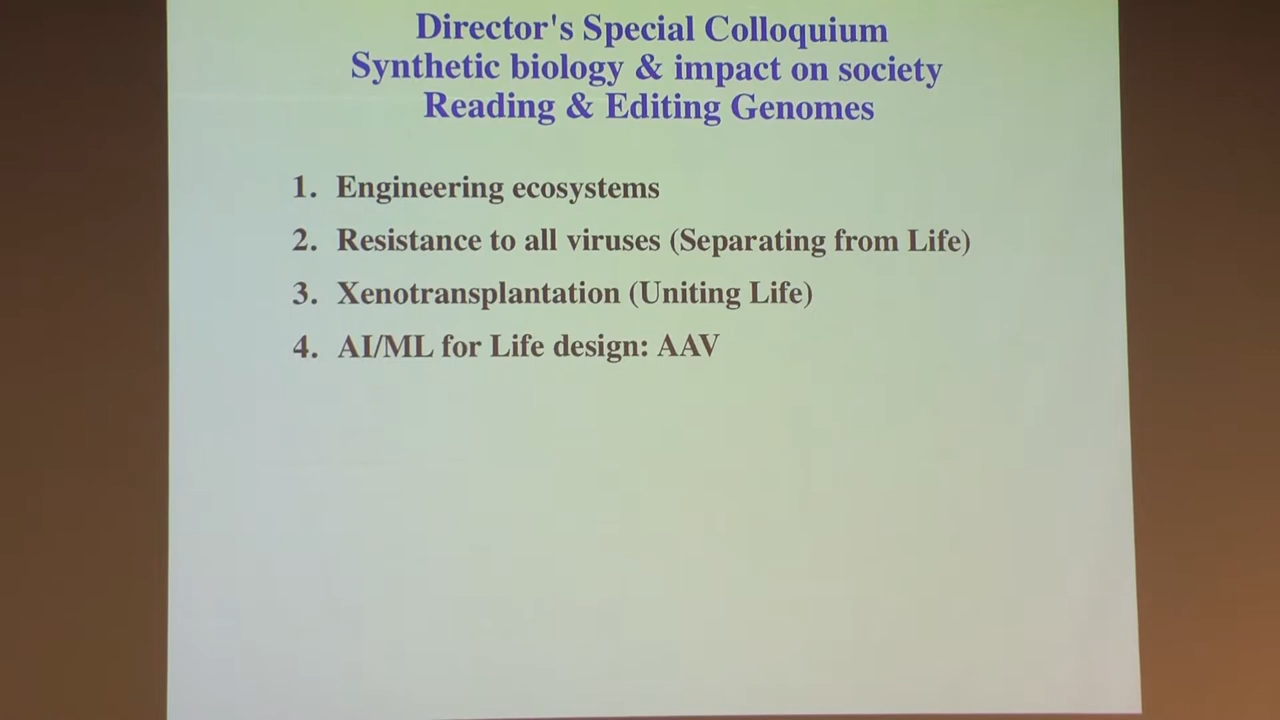 Director's Special Colloquium
Synthetic biology & impact on society
Reading & Editing Genomes
1. Engineering ecosystems
2. Resistance to all viruses (Separating from Life)
3. Xenotransplantation (Uniting Life)
4. AI/ML for Life design: AAV